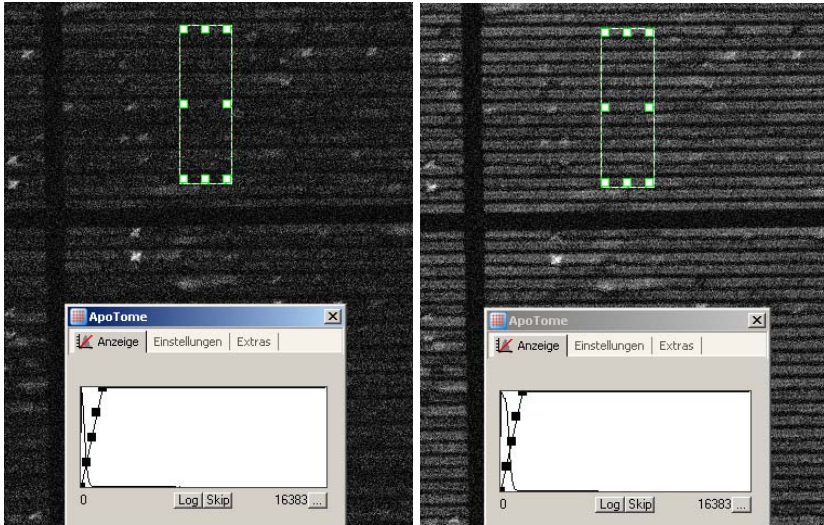 ApoTome
Anzeige Einstellungen Extras
0 Log Skip 16383 ...
ApoTome
Anzeige Einstellungen Extras
0 Log Skip 16383 ...